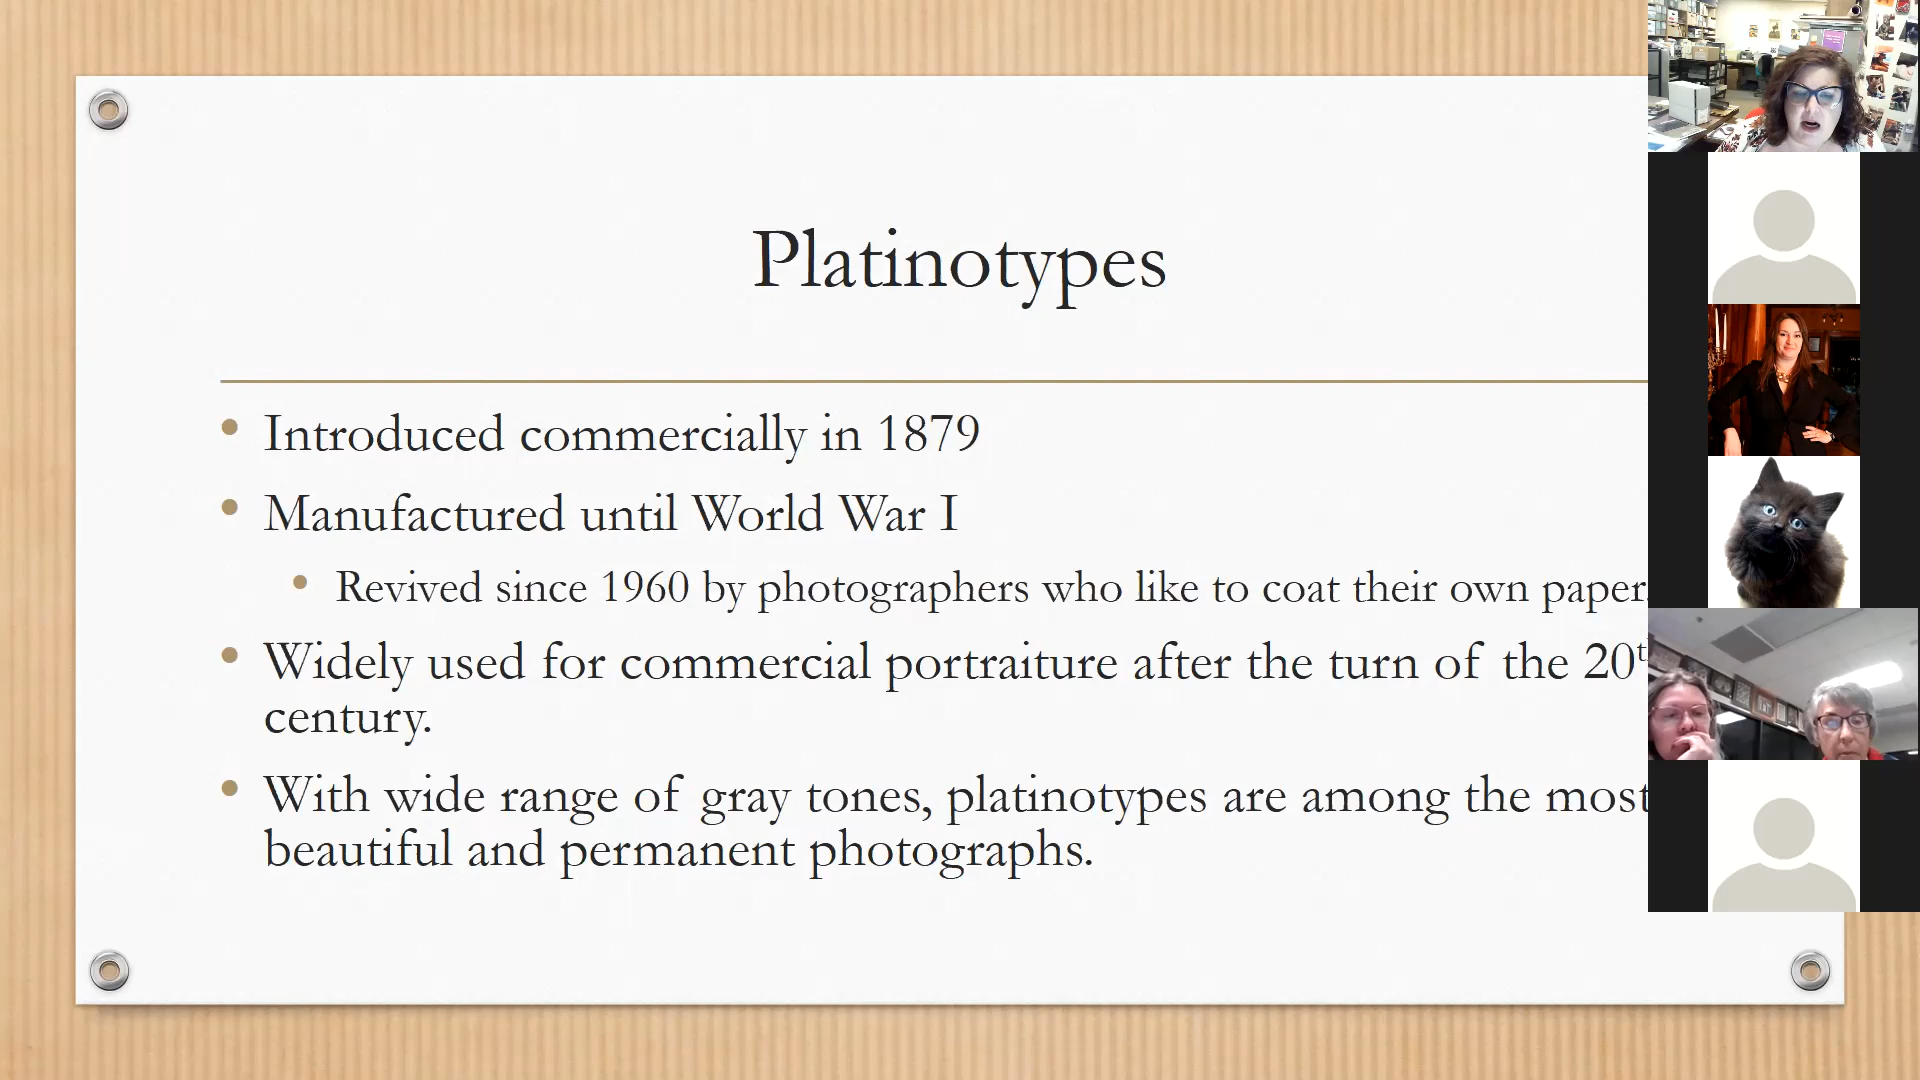 Platinotypes
• Introduced commercially in 1879
• Manufactured until World War I
• Revived since 1960 by photographers who like to coat their own paper.
• Widely used for commercial portraiture after the turn of the 20th
century.
• With wide range of gray tones, platinotypes are among the most
beautiful and permanent photographs.